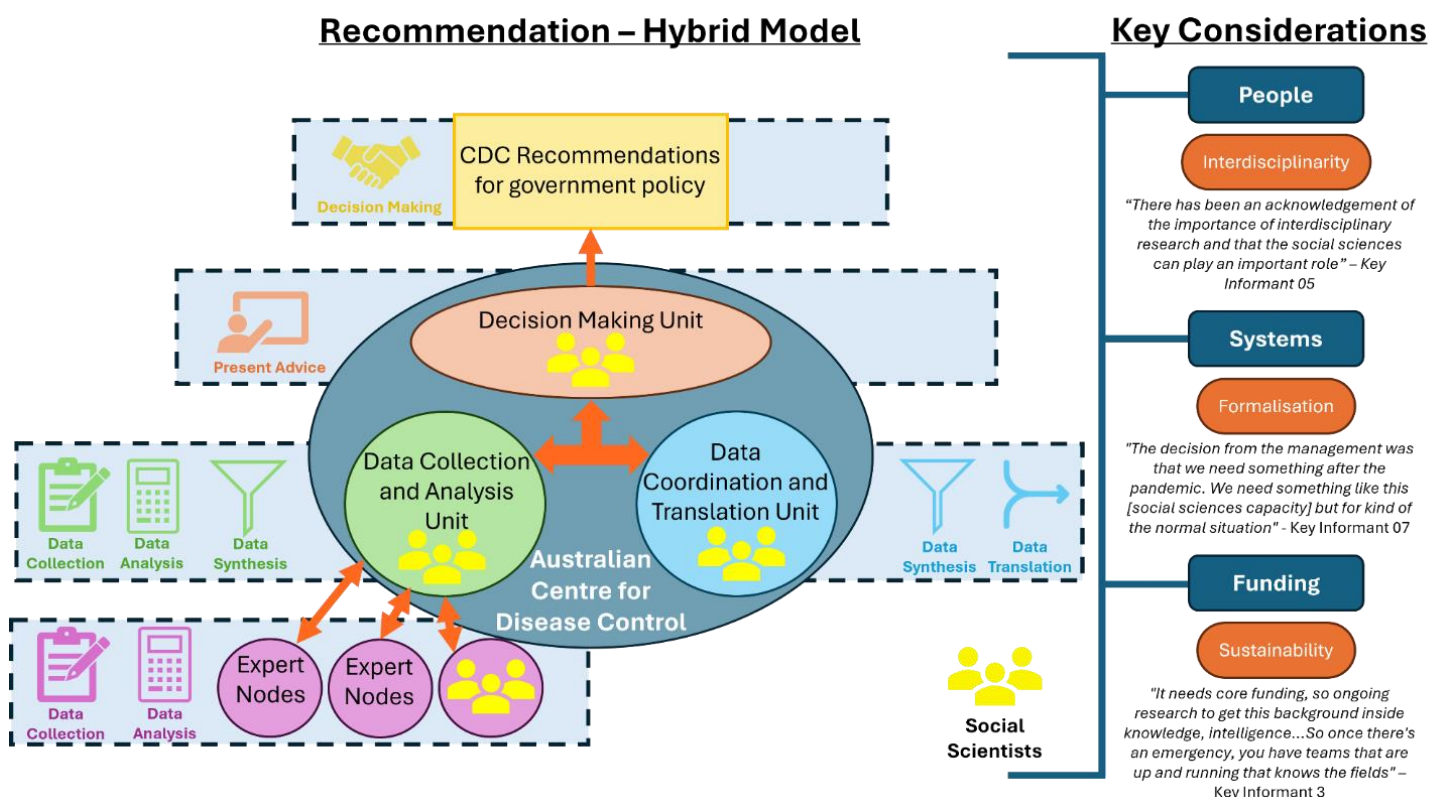 Recommendation – Hybrid Model
CDC Recommendations
for government policy
Decision Making
Decision Making Unit
Present Advice
Data Collection
and Analysis
Unit
Data
Coordination and
Translation Unit
Data
Collection
Data
Analysis
Data
Synthesis
Data
Synthesis
Data
Translation
Australian
Centre for
Disease Control
Data
Collection
Data
Analysis
Expert
Nodes
Expert
Nodes
Social
Scientists
Key Considerations
People
Interdisciplinarity
“There has been an acknowledgement of
the importance of interdisciplinary
research and that the social sciences
can play an important role” – Key
Informant 05
Systems
Formalisation
"The decision from the management was
that we need something after the
pandemic. We need something like this
[social sciences capacity] but for kind of
the normal situation" - Key Informant 07
Funding
Sustainability
"It needs core funding, so ongoing
research to get this background inside
knowledge, intelligence...So once there's
an emergency, you have teams that are
up and running that knows the fields" –
Key Informant 3